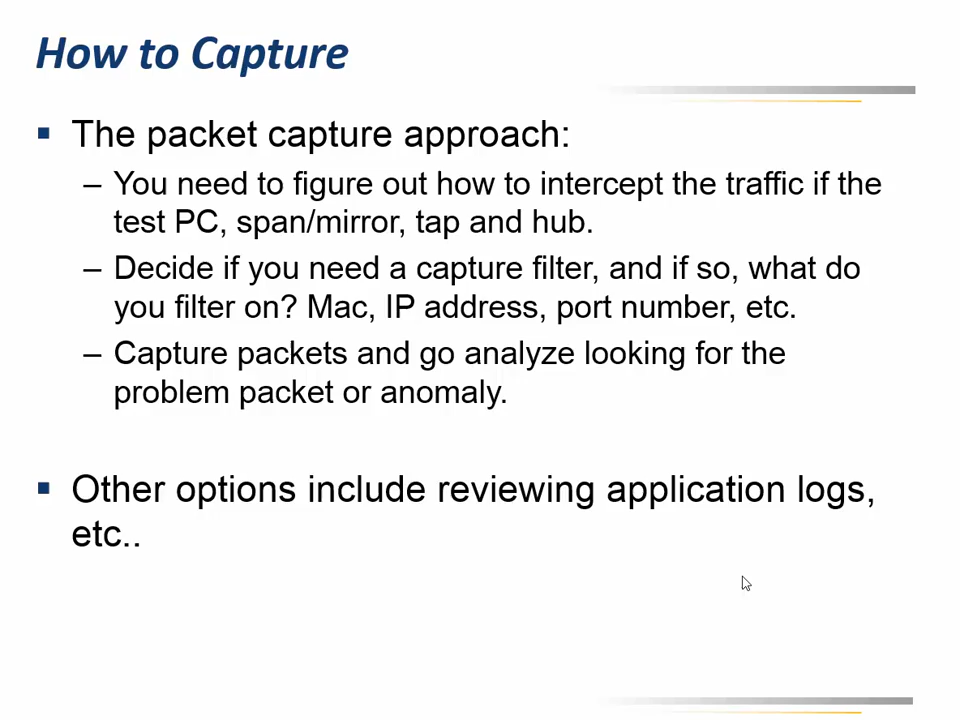 How to Capture
▪ The packet capture approach:
– You need to figure out how to intercept the traffic if the
test PC, span/mirror, tap and hub.
– Decide if you need a capture filter, and if so, what do
you filter on? Mac, IP address, port number, etc.
– Capture packets and go analyze looking for the
problem packet or anomaly.
▪ Other options include reviewing application logs,
etc..